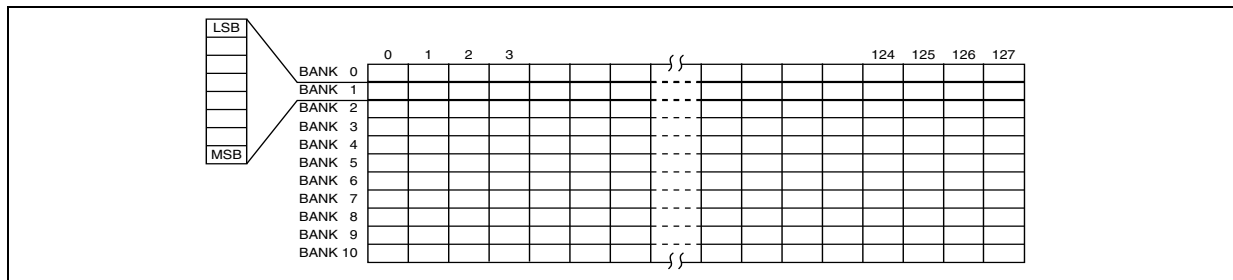 LSB
0 1 2 3 124 125 126 127
BANK 0
BANK 1
BANK 2
BANK 3
BANK 4
MSB
BANK 5
BANK 6
BANK 7
BANK 8
BANK 9
BANK 10